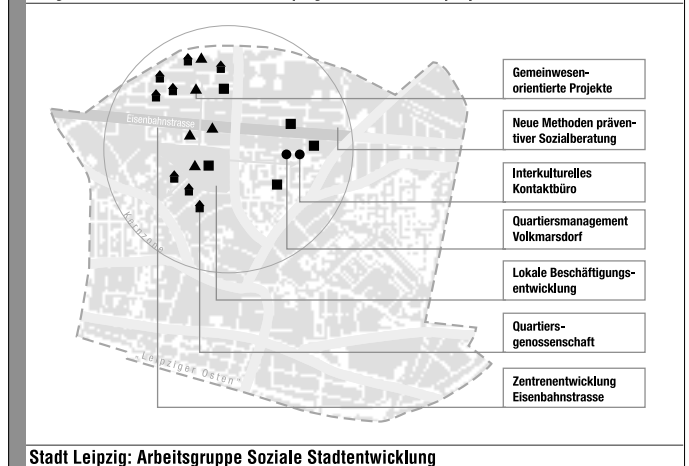 Gemeinwesen-
orientierte Projekte
Neue Methoden präven-
tiver Sozialberatung
Interkulturelles
Kontaktbüro
Quartiersmanagement
Volkmarsdorf
Lokale Beschäftigungs-
entwicklung
Quartiers-
genossenschaft
Zentrenentwicklung
Eisenbahnstrasse
Eisenbahnstrasse
Kernzone
"Leipziger Osten"
Stadt Leipzig: Arbeitsgruppe Soziale Stadtentwicklung